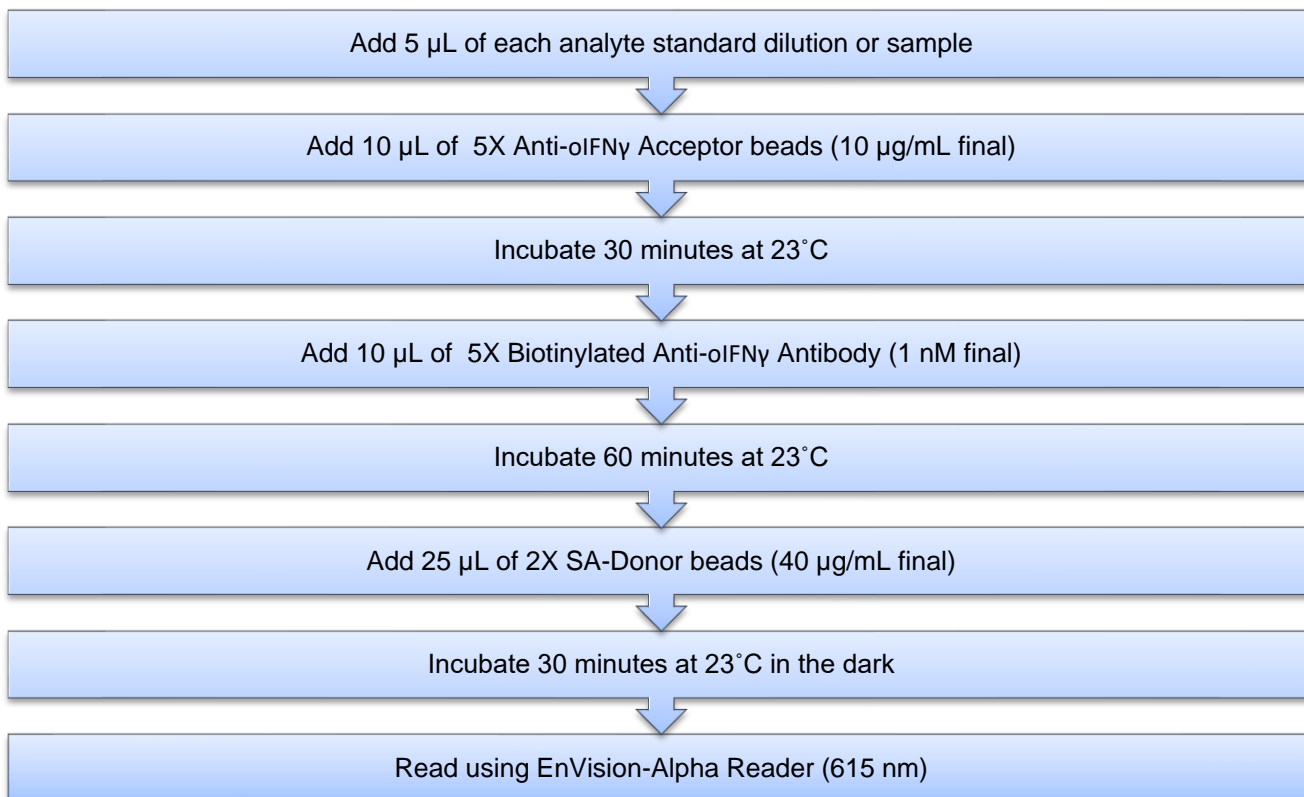 Add 5 µL of each analyte standard dilution or sample
Add 10 µL of  5X Anti-oIFNγ Acceptor beads (10 µg/mL final)
Incubate 30 minutes at 23˚C
Add 10 µL of  5X Biotinylated Anti-oIFNγ Antibody (1 nM final)
Incubate 60 minutes at 23˚C
Add 25 µL of 2X SA-Donor beads (40 µg/mL final)
Incubate 30 minutes at 23˚C in the dark
Read using EnVision-Alpha Reader (615 nm)